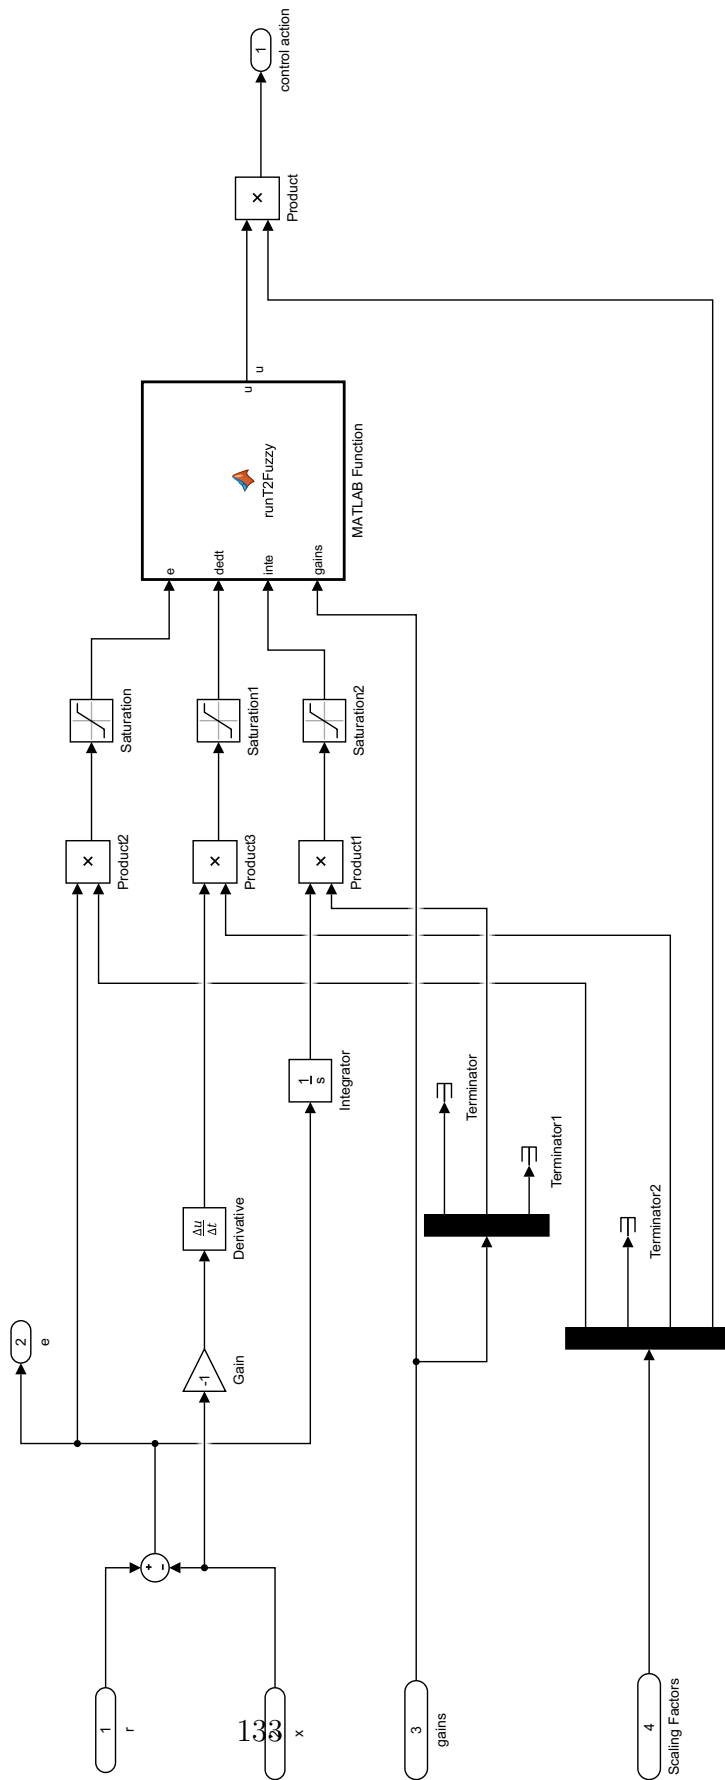 1
r
x
3
gains
4
Scaling Factors
+
-
2
e
-1
Gain
Δu
Δt
Derivative
1
s
Integrator
Terminator
Terminator1
Terminator2
×
Product2
×
Product3
×
Product1
Saturation
Saturation1
Saturation2
e
dedt
inte
gains
runT2Fuzzy
u
MATLAB Function
u
×
Product
1
control action
133